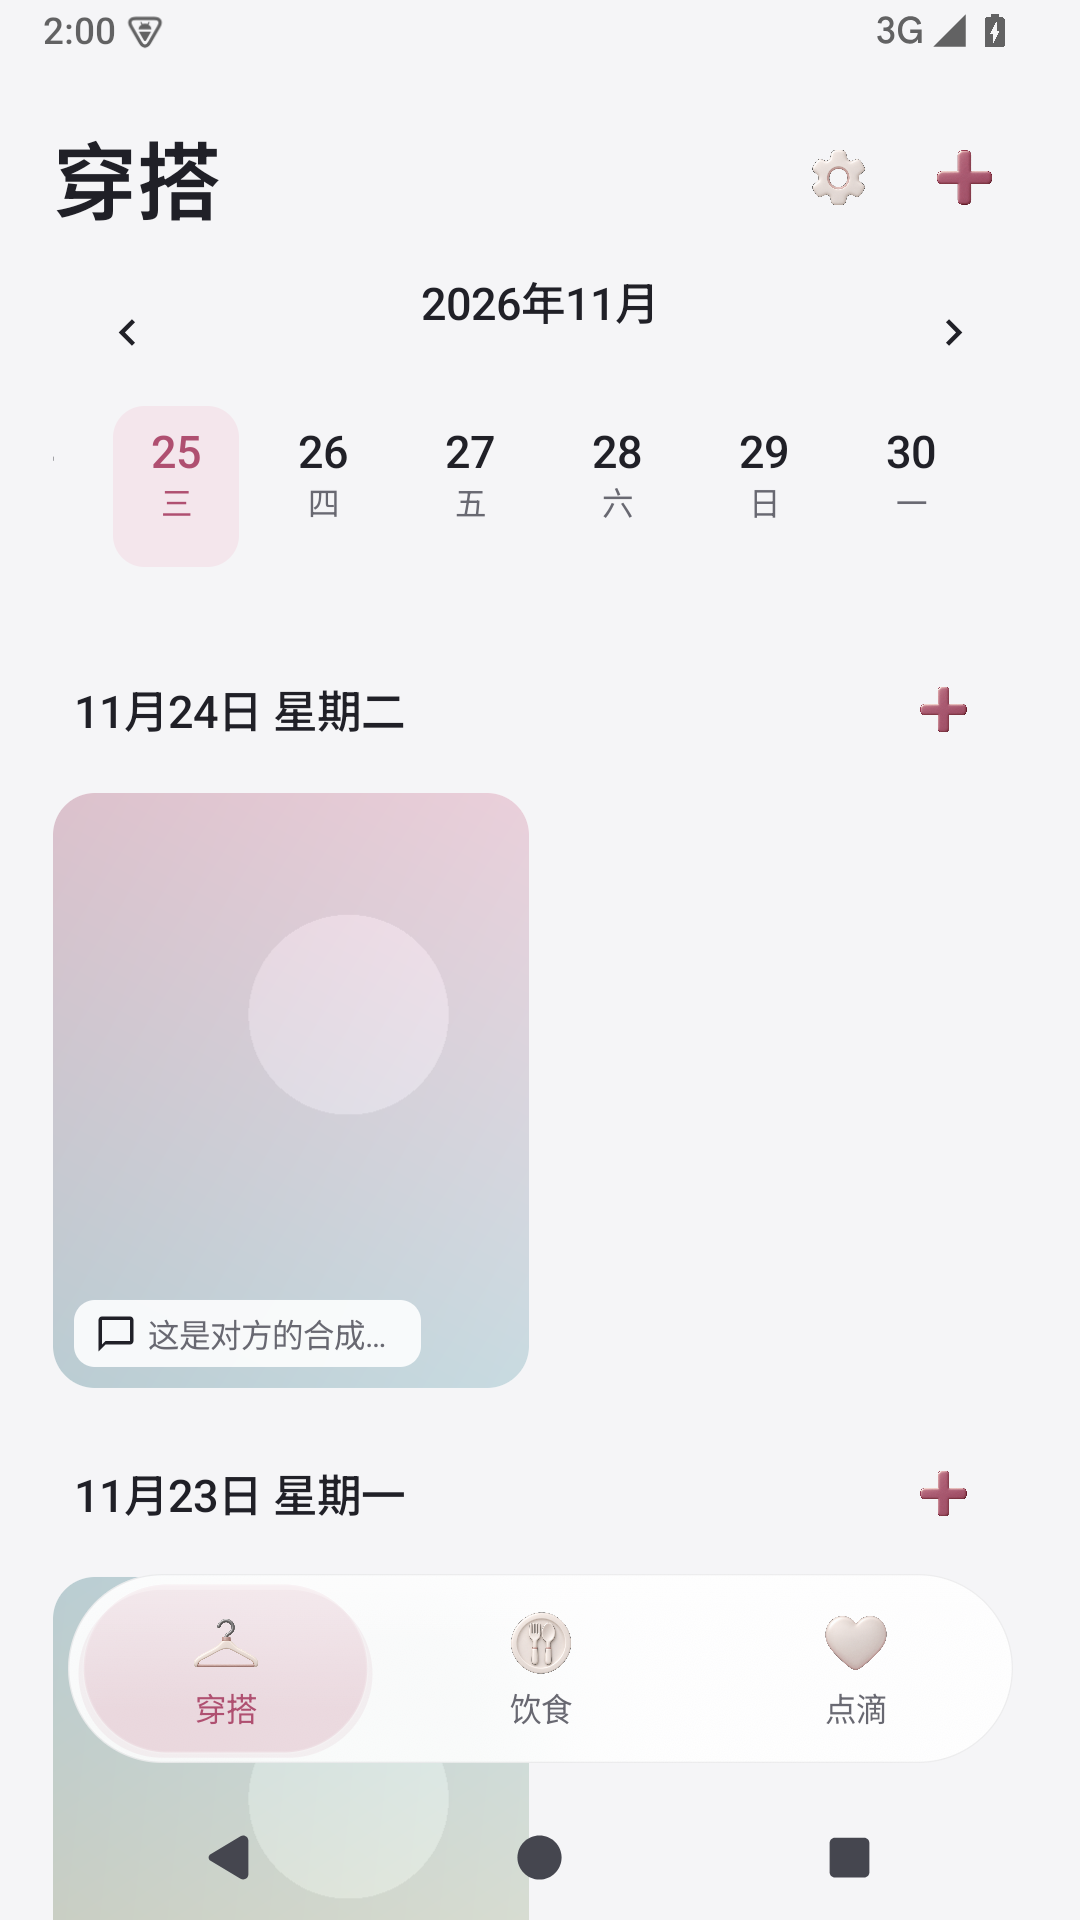 2:00
3G
穿搭
2026年11月
25 26 27 28 29 30
三 四 五 六 日 一
11月24日 星期二
这是对方的合成...
11月23日 星期一
穿搭 饮食 点滴